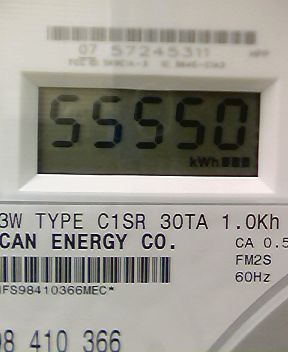 07 57245311
55550
kWh
3W TYPE C1SR 30TA 1.0Kh
CAN ENERGY CO.
CA 0.5
FM2S
60Hz
IFS98410366MEC*
98 410 366